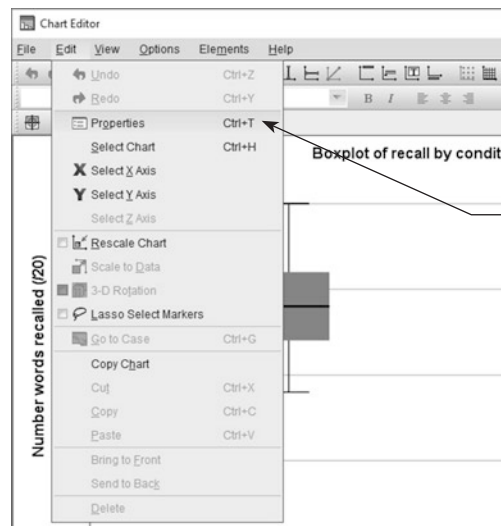 Chart Editor
File Edit View Options Elements Help
Undo Ctrl+Z
Redo Ctrl+Y
B I
Properties Ctrl+T
Select Chart Ctrl+H
Boxplot of recall by condit
X Select X Axis
Y Select Y Axis
Select Z Axis
Rescale Chart
Scale to Data
3-D Rotation
Lasso Select Markers
Go to Case Ctrl+G
Copy Chart
Cut Ctrl+X
Copy Ctrl+C
Paste Ctrl+V
Bring to Front
Send to Back
Delete
Number words recalled (/20)